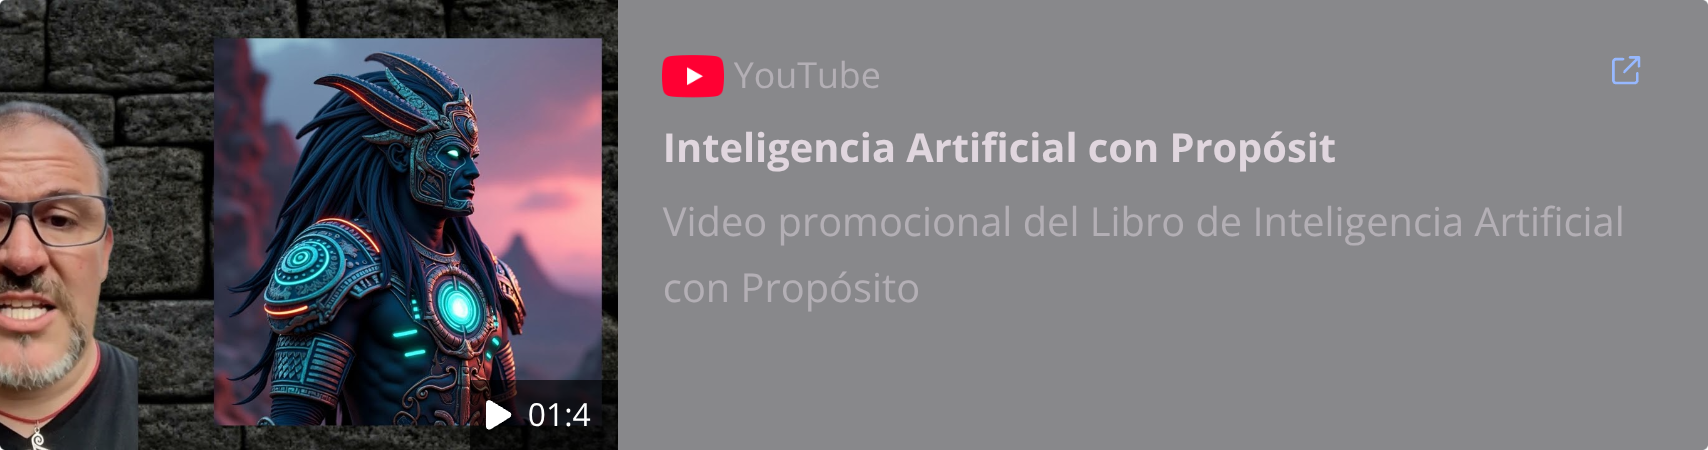 YouTube
Inteligencia Artificial con Propósit
Video promocional del Libro de Inteligencia Artificial
con Propósito
01:4